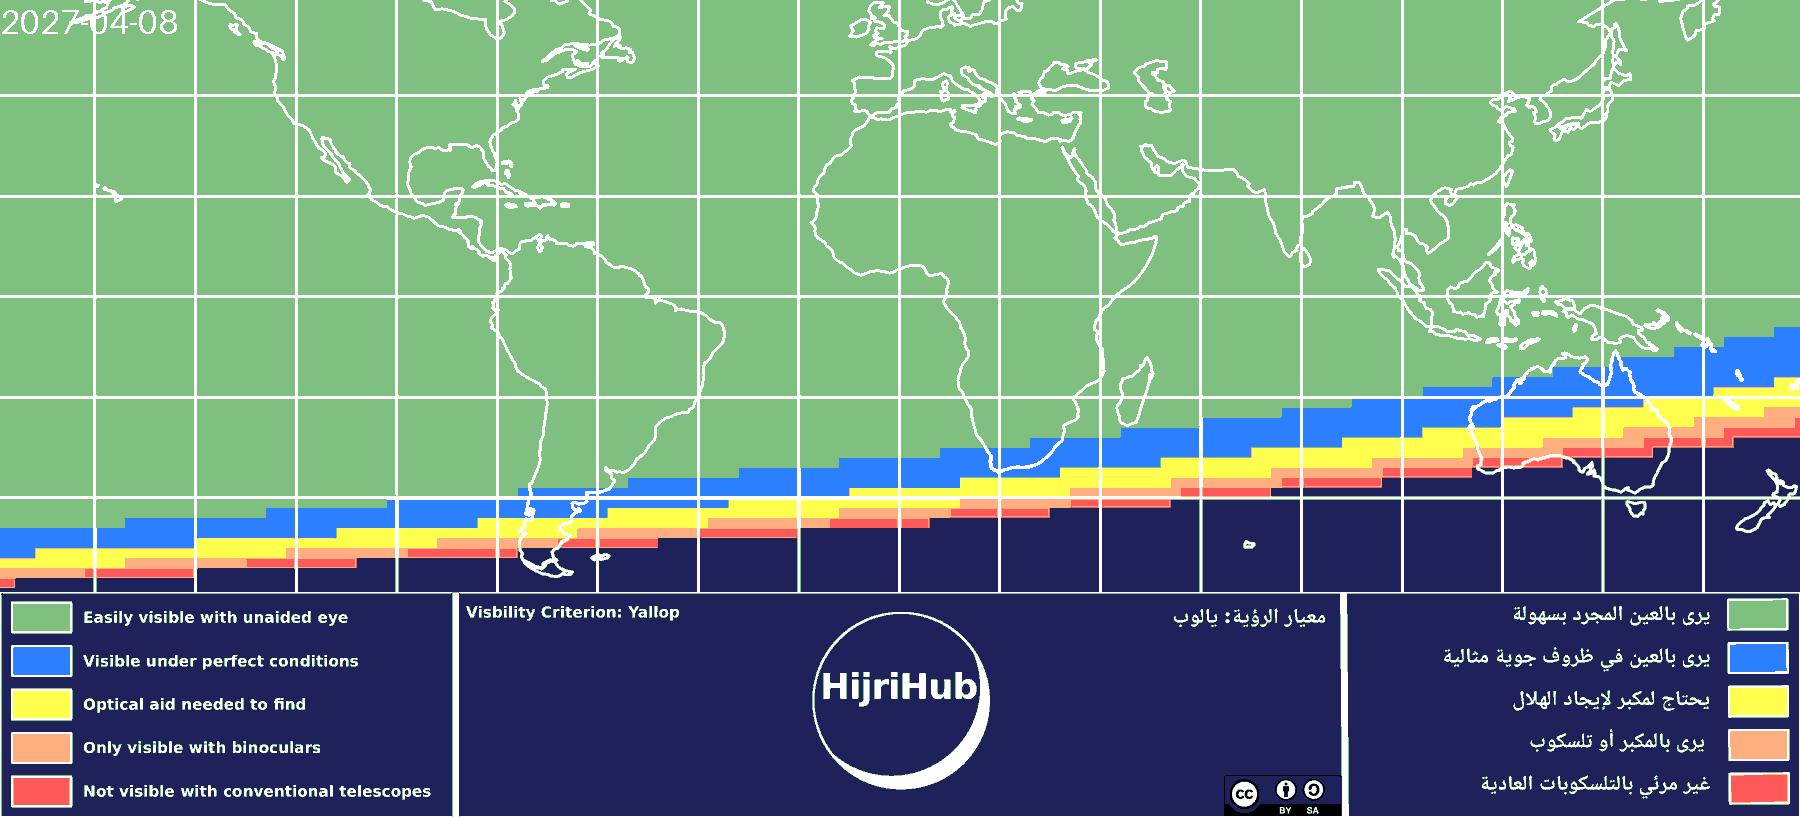 2027-04-08
Easily visible with unaided eye
Visible under perfect conditions
Optical aid needed to find
Only visible with binoculars
Not visible with conventional telescopes
Visbility Criterion: Yallop
معيار الرؤية: يالوب
HijriHub
cc
BY SA
يرى بالعين المجرد بسهولة
يرى بالعين في ظروف جوية مثالية
يحتاج لمكبر لإيجاد الهلال
يرى بالمكبر أو تلسكوب
غير مرئي بالتلسكوبات العادية